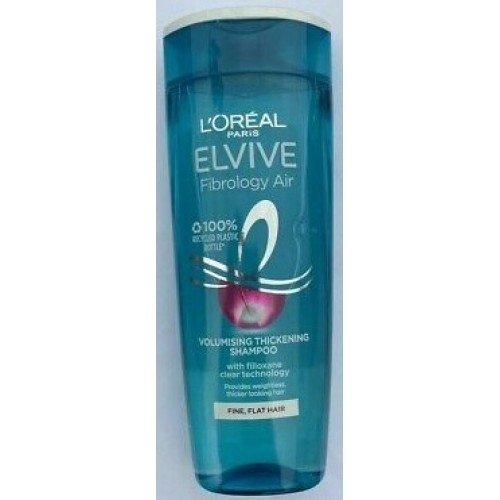 L'ORÉAL
PARIS
ELVIVE
Fibrology Air
100%
RECYCLED PLASTIC
BOTTLE*
VOLUMISING THICKENING
SHAMPOO
with filloxane
clear technology
Provides weightless,
thicker looking hair
FINE, FLAT HAIR